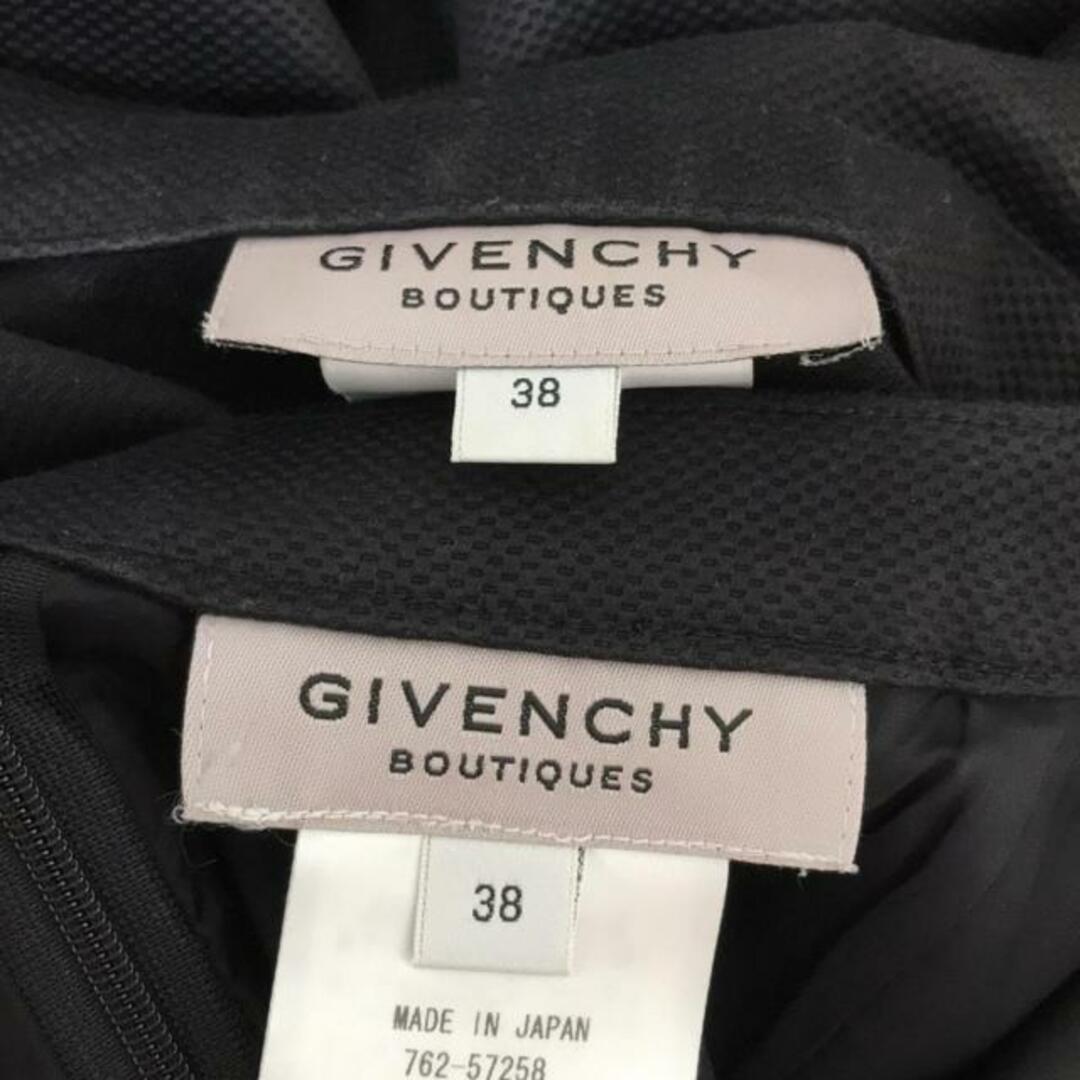 GIVENCHY
BOUTIQUES
38
GIVENCHY
BOUTIQUES
38
MADE IN JAPAN
762-57258